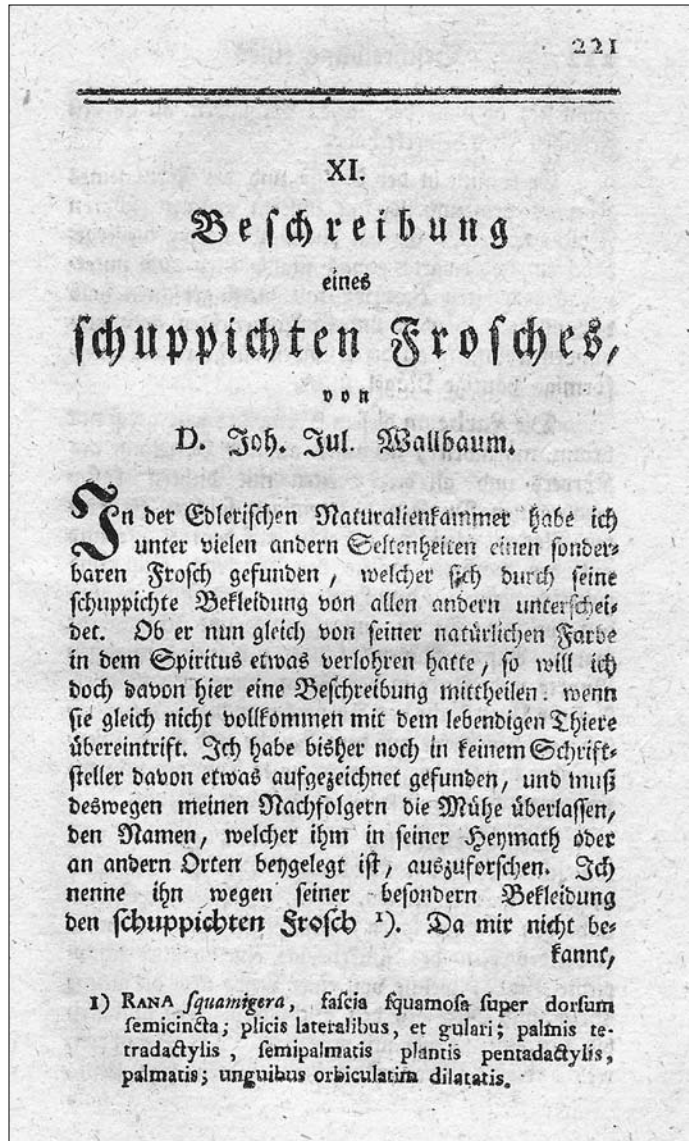 221
XI.
Beschreibung
eines
schuppichten Frosches,
von
D. Joh. Jul. Wallbaum.
In der Edlerischen Naturalienkammer habe ich
unter vielen andern Seltenheiten einen sonder-
baren Frosch gefunden, welcher sich durch seine
schuppichte Bekleidung von allen andern unterschei-
det. Ob er nun gleich von seiner natürlichen Farbe
in dem Spiritus etwas verlohren hatte, so will ich
doch davon hier eine Beschreibung mittheilen. wenn
sie gleich nicht vollkommen mit dem lebendigen Thiere
übereintrift. Ich habe bisher noch in keinem Schrift-
steller davon etwas aufgezeichnet gefunden, und muß
deswegen meinen Nachfolgern die Mühe überlassen,
den Namen, welcher ihm in seiner Heymath oder
an andern Orten beygelegt ist, auszuforschen. Ich
nenne ihn wegen seiner besondern Bekleidung
den schuppichten Frosch 1). Da mir nicht be-
kannt,
1) RANA squamigera, fascia squamosa super dorsum
semicincta; plicis lateralibus, et gulari; palmis te-
tradactylis, semipalmatis plantis pentadactylis,
palmatis; unguibus orbiculatim dilatatis.